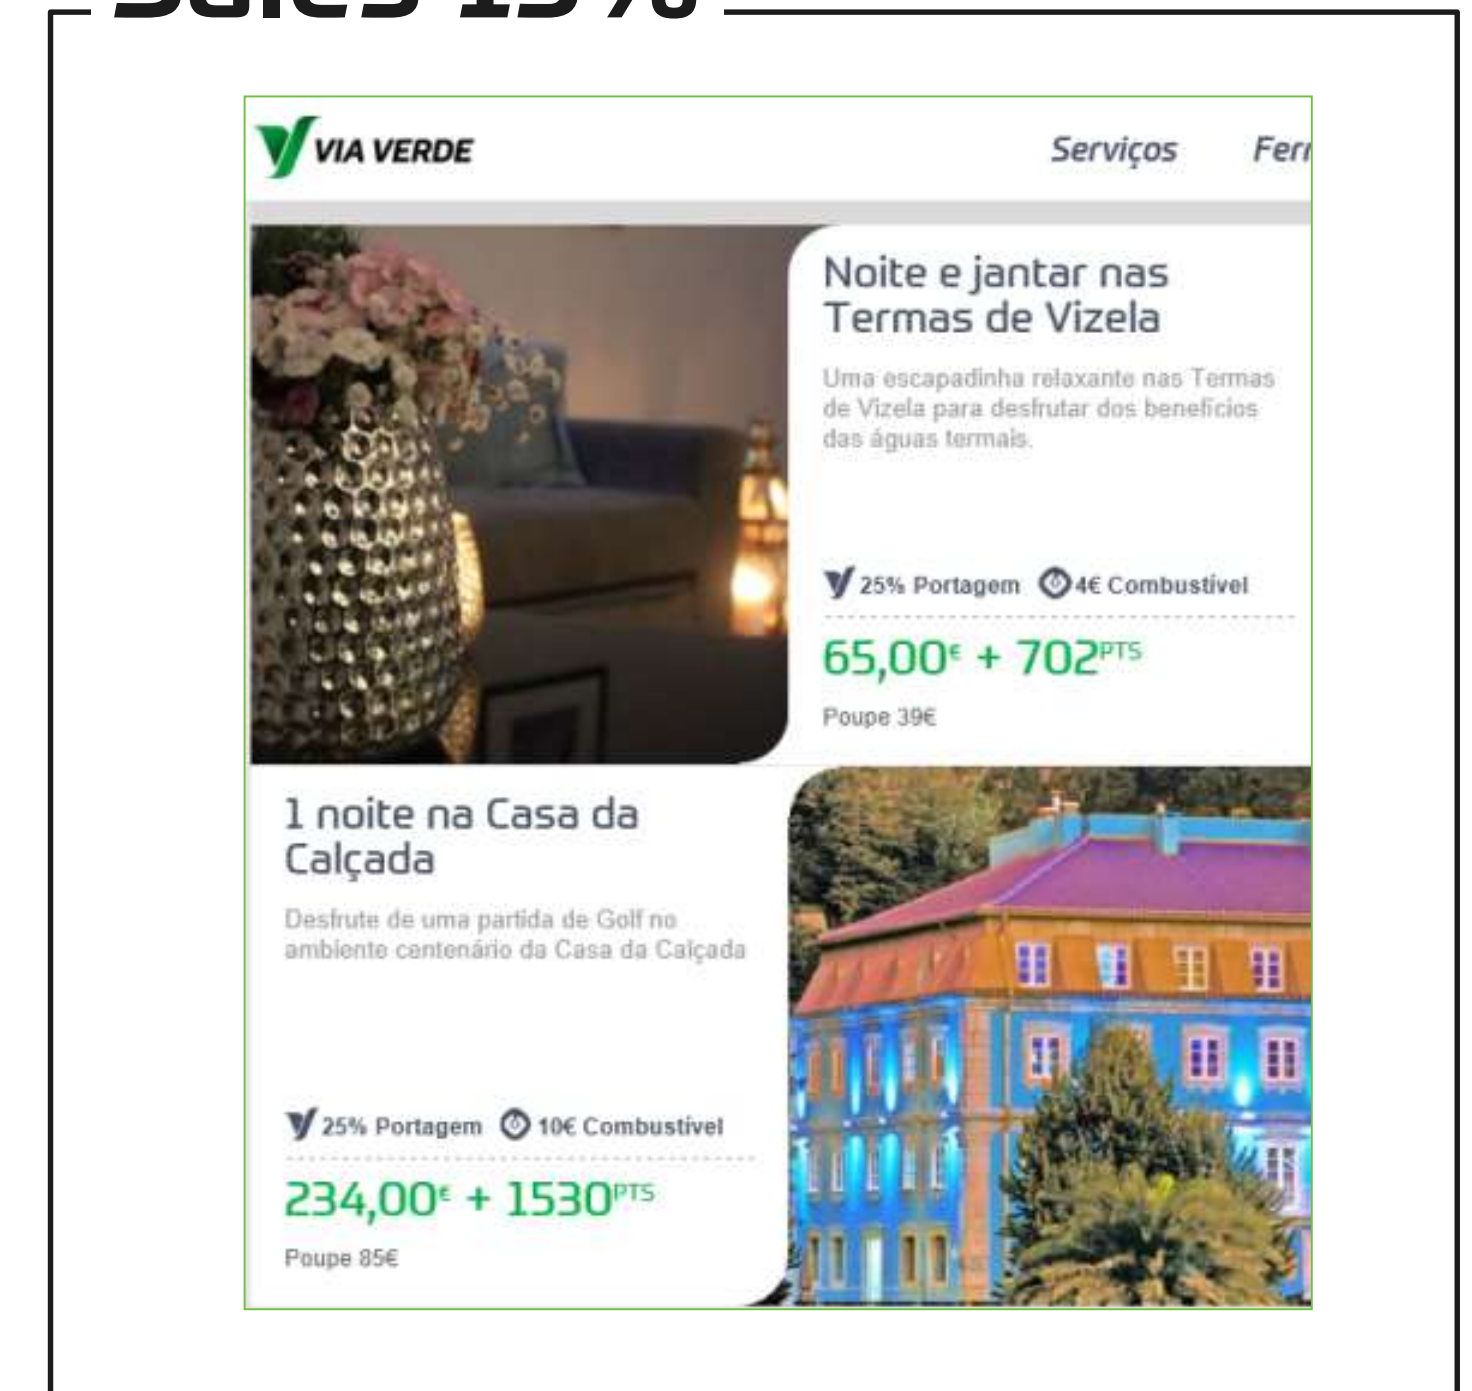 Sales 15%
VIA VERDE
Serviços Ferr
Noite e jantar nas
Termas de Vizela
Uma escapadinha relaxante nas Termas
de Vizela para desfrutar dos benefícios
das águas termais.
25% Portagem 4€ Combustível
65,00€ + 702PTS
Poupe 39€
1 noite na Casa da
Calçada
Desfrute de uma partida de Golf no
ambiente centenário da Casa da Calçada
25% Portagem 10€ Combustível
234,00€ + 1530PTS
Poupe 85€